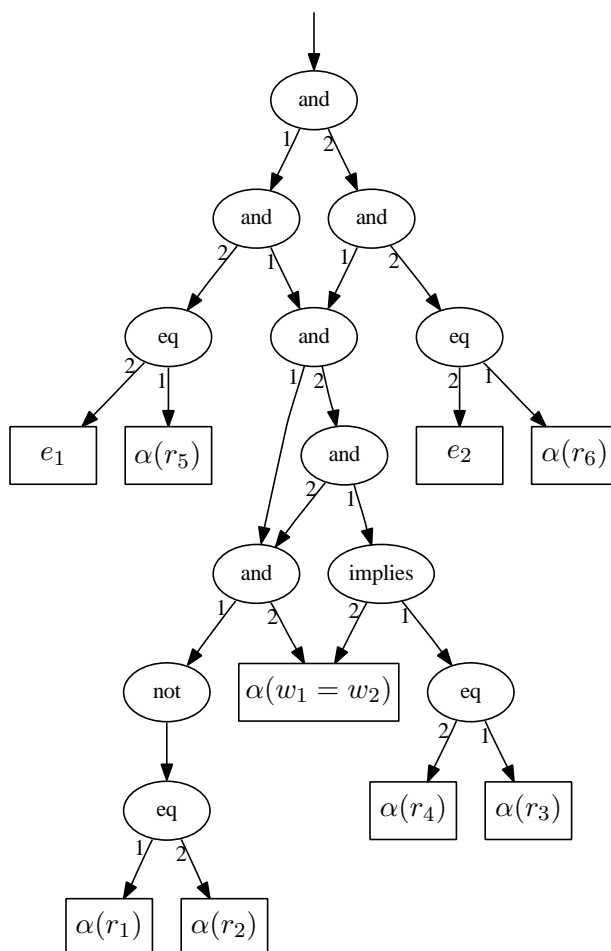 and
1 2
and and
2 1 1 2
eq and eq
2 1 1 2 2 1
e₁ α(r₅) and e₂ α(r₆)
2 1
and implies
1 2 2 1
not α(w₁ = w₂) eq
2 1
eq α(r₄) α(r₃)
1 2
α(r₁) α(r₂)